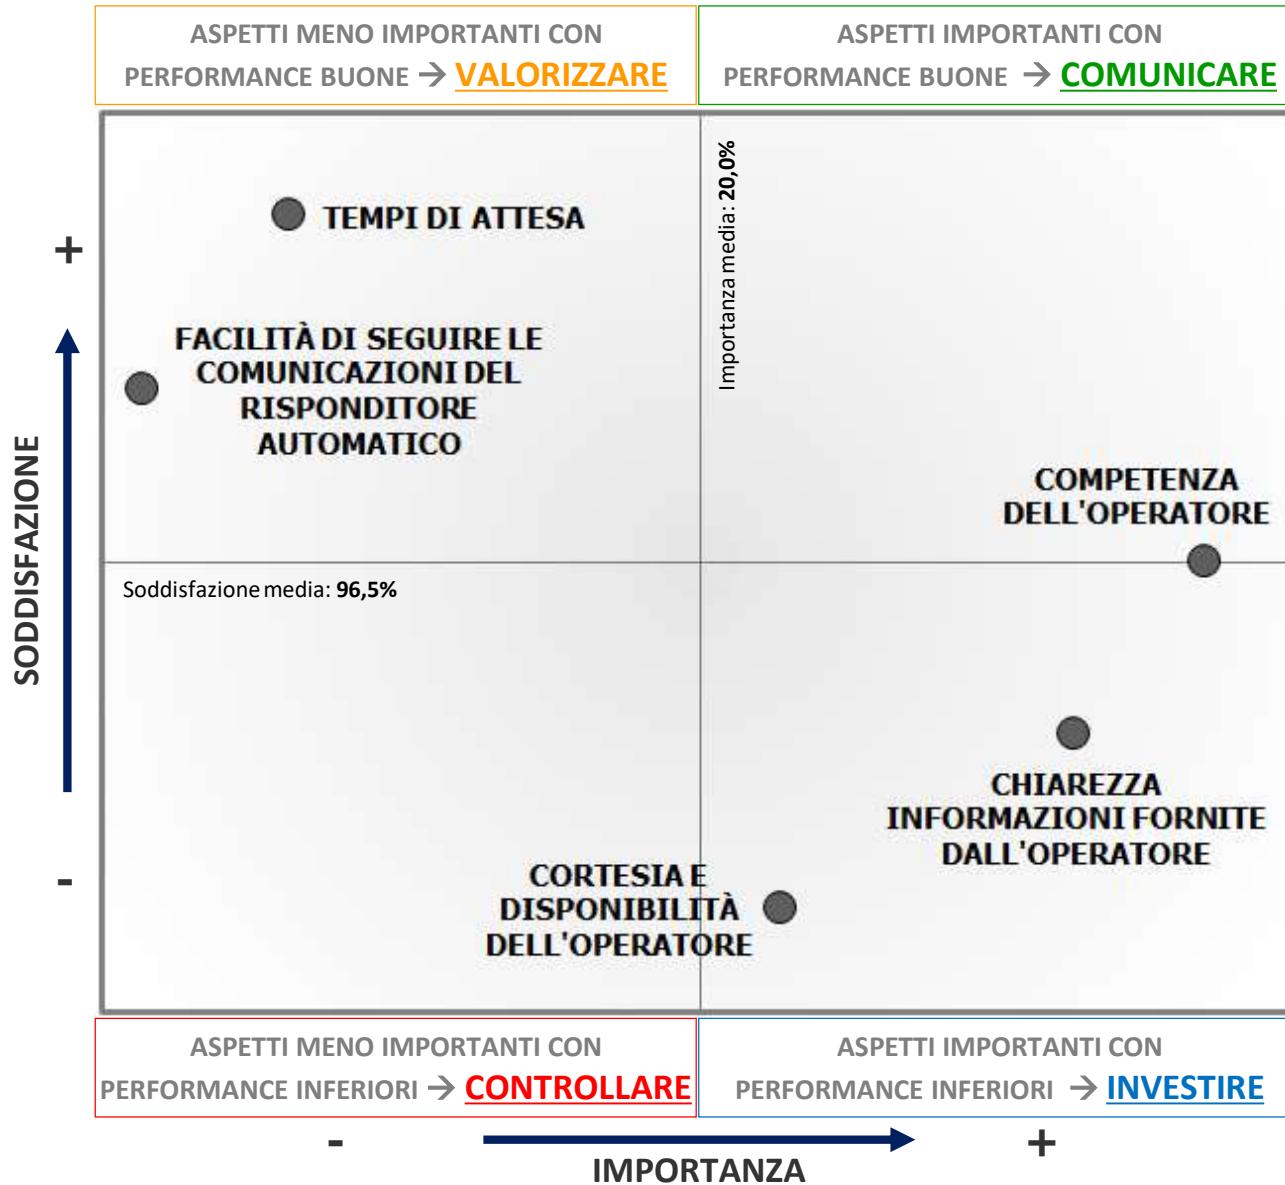 ASPETTI MENO IMPORTANTI CON
PERFORMANCE BUONE → VALORIZZARE
ASPETTI IMPORTANTI CON
PERFORMANCE BUONE → COMUNICARE
Importanza media: 20,0%
TEMPI DI ATTESA
+
FACILITÀ DI SEGUIRE LE
COMUNICAZIONI DEL
RISPONDITORE
AUTOMATICO
COMPETENZA
DELL'OPERATORE
SODDISFAZIONE
Soddisfazione media: 96,5%
CHIAREZZA
INFORMAZIONI FORNITE
DALL'OPERATORE
-
CORTESIA E
DISPONIBILITÀ
DELL'OPERATORE
ASPETTI MENO IMPORTANTI CON
PERFORMANCE INFERIORI → CONTROLLARE
ASPETTI IMPORTANTI CON
PERFORMANCE INFERIORI → INVESTIRE
- +
IMPORTANZA